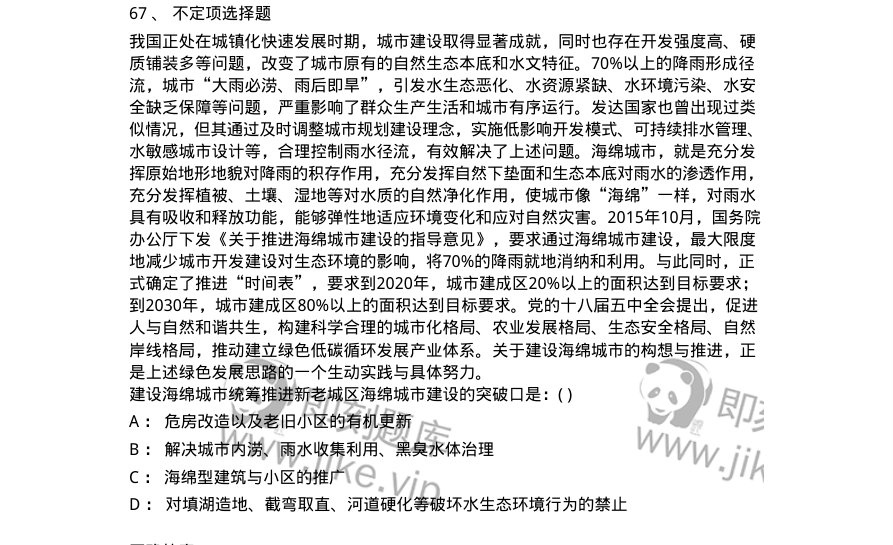 67 、 不定项选择题
我国正处在城镇化快速发展时期，城市建设取得显著成就，同时也存在开发强度高、硬
质铺装多等问题，改变了城市原有的自然生态本底和水文特征。70%以上的降雨形成径
流，城市“大雨必涝、雨后即旱”，引发水生态恶化、水资源紧缺、水环境污染、水安
全缺乏保障等问题，严重影响了群众生产生活和城市有序运行。发达国家也曾出现过类
似情况，但其通过及时调整城市规划建设理念，实施低影响开发模式、可持续排水管理、
水敏感城市设计等，合理控制雨水径流，有效解决了上述问题。海绵城市，就是充分发
挥原始地形地貌对降雨的积存作用，充分发挥自然下垫面和生态本底对雨水的渗透作用，
充分发挥植被、土壤、湿地等对水质的自然净化作用，使城市像“海绵”一样，对雨水
具有吸收和释放功能，能够弹性地适应环境变化和应对自然灾害。2015年10月，国务院
办公厅下发《关于推进海绵城市建设的指导意见》，要求通过海绵城市建设，最大限度
地减少城市开发建设对生态环境的影响，将70%的降雨就地消纳和利用。与此同时，正
式确定了推进“时间表”，要求到2020年，城市建成区20%以上的面积达到目标要求；
到2030年，城市建成区80%以上的面积达到目标要求。党的十八届五中全会提出，促进
人与自然和谐共生，构建科学合理的城市化格局、农业发展格局、生态安全格局、自然
岸线格局，推动建立绿色低碳循环发展产业体系。关于建设海绵城市的构想与推进，正
是上述绿色发展思路的一个生动实践与具体努力。
建设海绵城市统筹推进新老城区海绵城市建设的突破口是：( )
A ： 危房改造以及老旧小区的有机更新
B ： 解决城市内涝、雨水收集利用、黑臭水体治理
C ： 海绵型建筑与小区的推广
D ： 对填湖造地、截弯取直、河道硬化等破坏水生态环境行为的禁止
即刻题库
www.jike.vip
即刻
www.jik